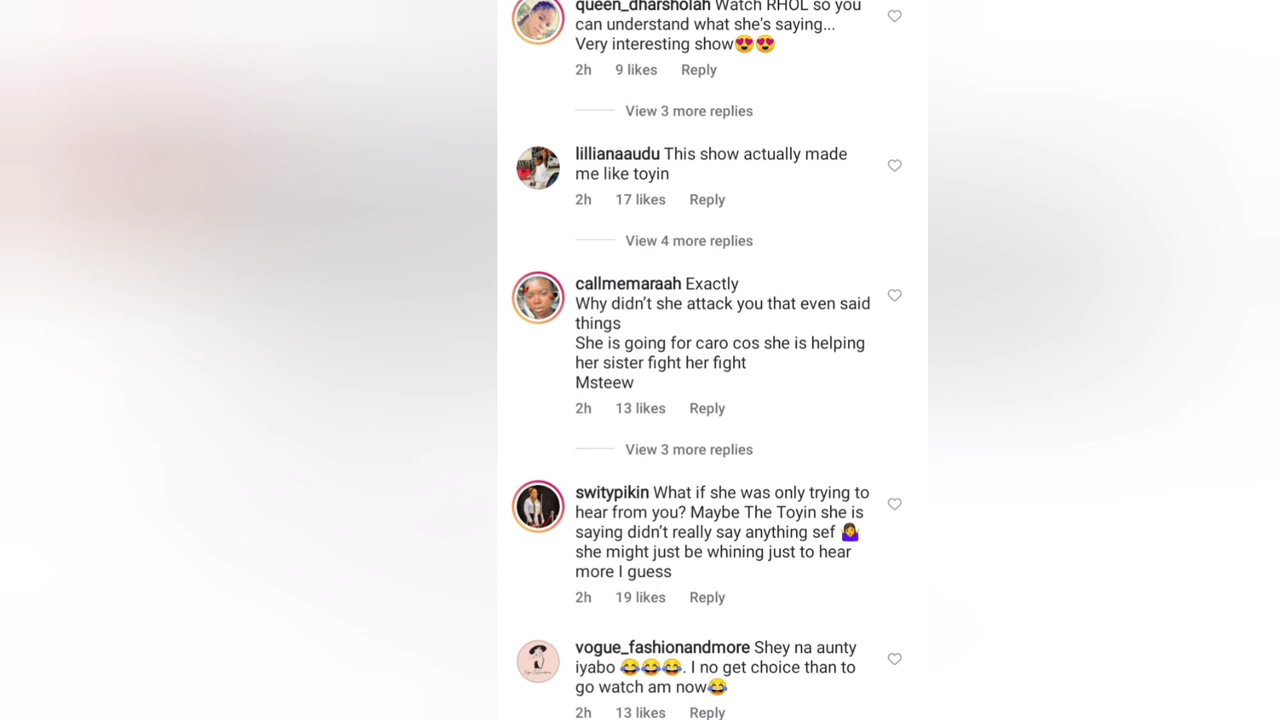 queen_dharsholah Watch RHOL so you
can understand what she's saying...
Very interesting show😍😍
2h 9 likes Reply
View 3 more replies
lillianaaudu This show actually made
me like toyin
2h 17 likes Reply
View 4 more replies
callmemaraah Exactly
Why didn't she attack you that even said
things
She is going for caro cos she is helping
her sister fight her fight
Msteew
2h 13 likes Reply
View 3 more replies
switypikin What if she was only trying to
hear from you? Maybe The Toyin she is
saying didn't really say anything sef 🤷‍♀️
she might just be whining just to hear
more I guess
2h 19 likes Reply
vogue_fashionandmore Shey na aunty
iyabo 😂😂😂. I no get choice than to
go watch am now😂
2h 13 likes Reply